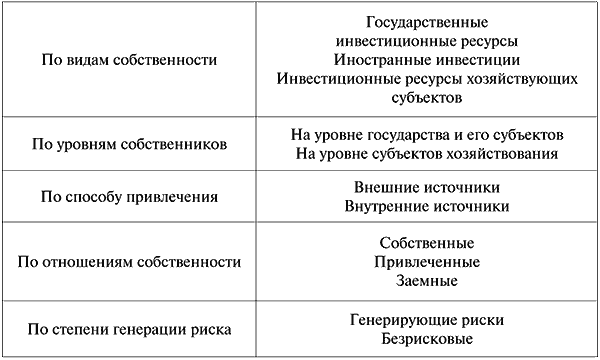 По видам собственности
Государственные
инвестиционные ресурсы
Иностранные инвестиции
Инвестиционные ресурсы хозяйствующих
субъектов
По уровням собственников
На уровне государства и его субъектов
На уровне субъектов хозяйствования
По способу привлечения
Внешние источники
Внутренние источники
По отношениям собственности
Собственные
Привлеченные
Заемные
По степени генерации риска
Генерирующие риски
Безрисковые